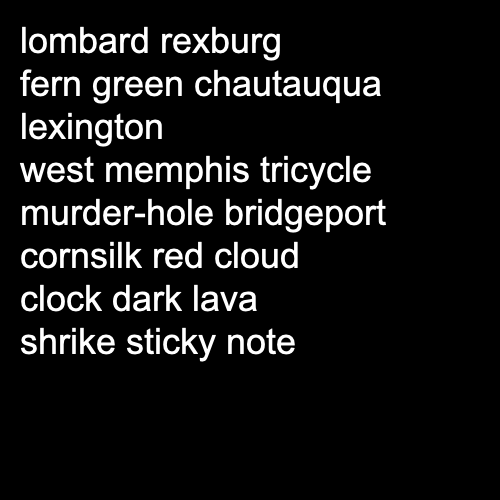 lombard rexburg
fern green chautauqua
lexington
west memphis tricycle
murder-hole bridgeport
cornsilk red cloud
clock dark lava
shrike sticky note